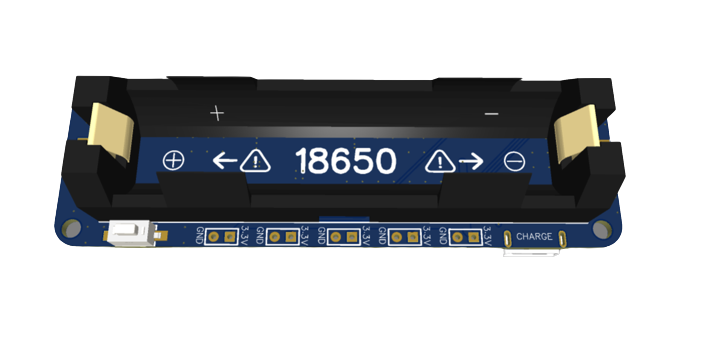 + −
+ ← ! 18650 ! → −
GND 3.3V GND 3.3V GND 3.3V GND 3.3V GND 3.3V CHARGE